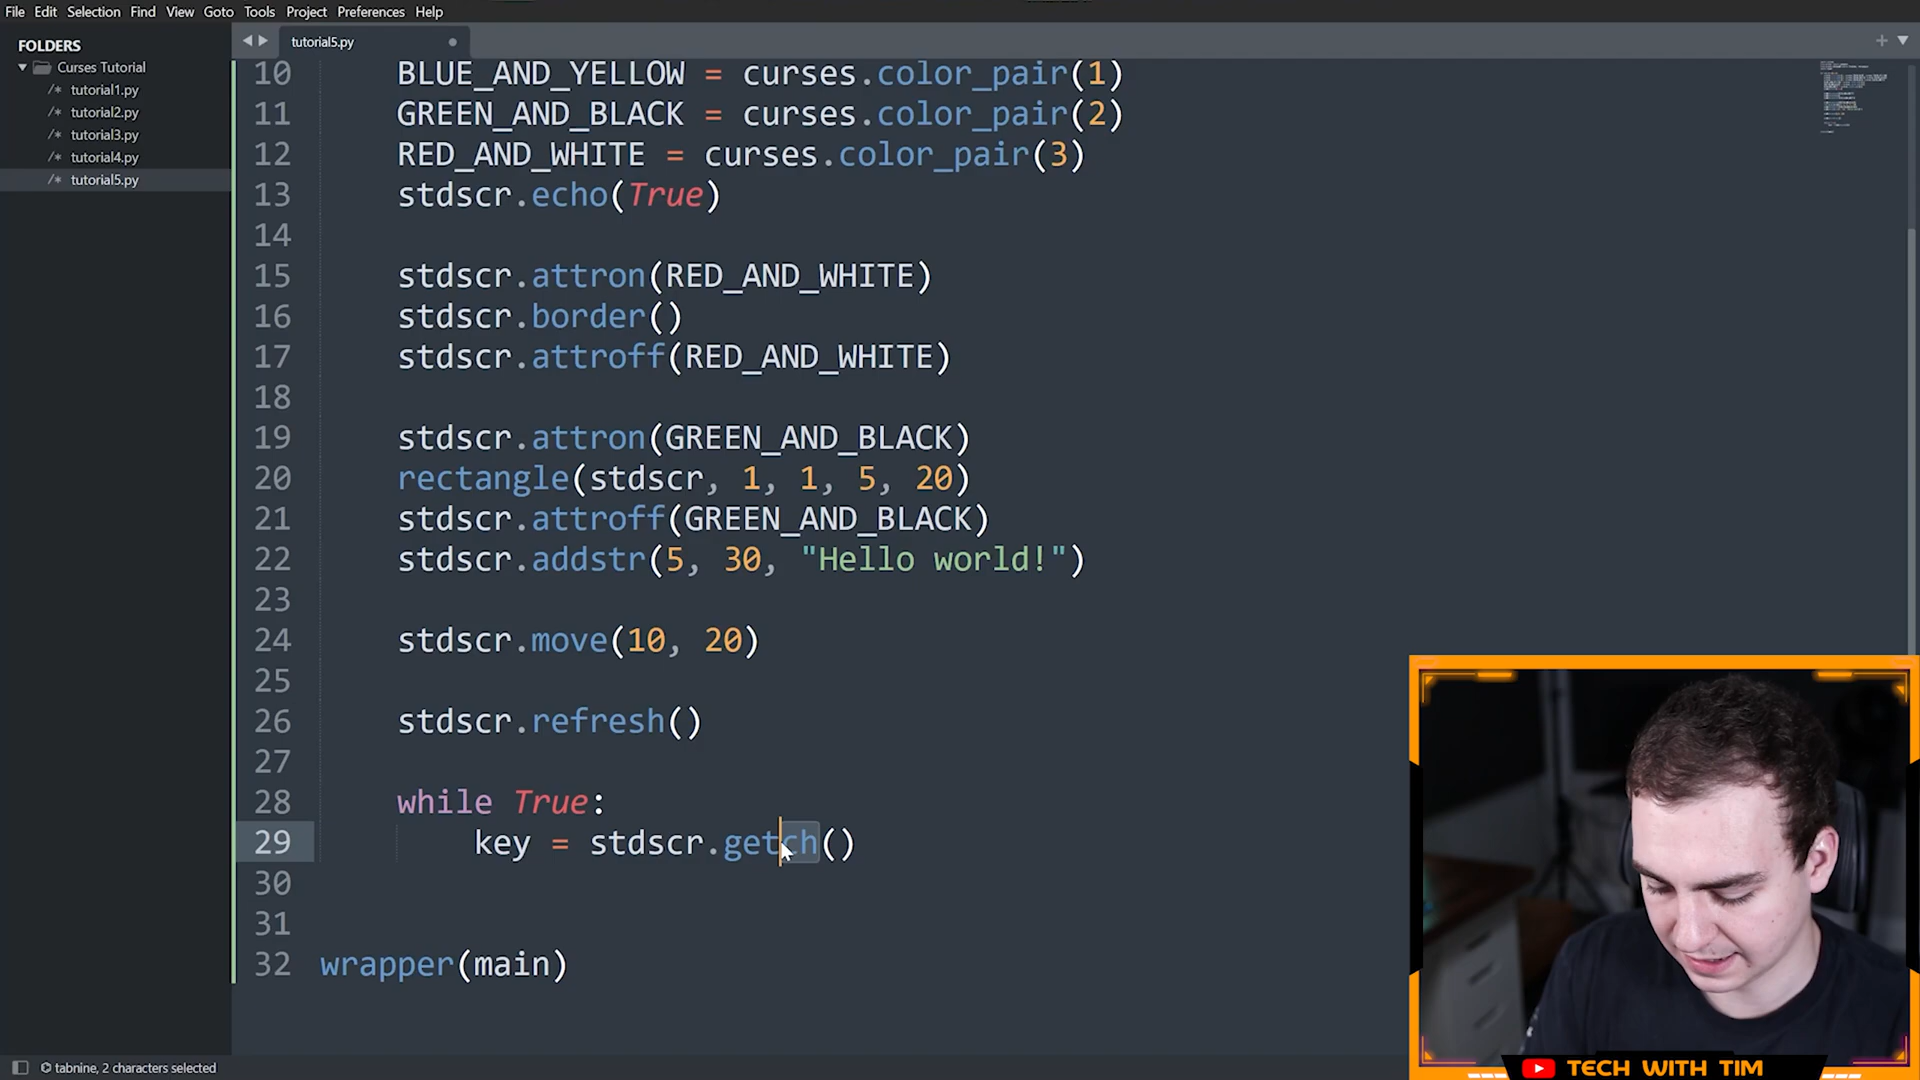 File Edit Selection Find View Goto Tools Project Preferences Help
FOLDERS
Curses Tutorial
/* tutorial1.py
/* tutorial2.py
/* tutorial3.py
/* tutorial4.py
/* tutorial5.py
tutorial5.py
10 BLUE_AND_YELLOW = curses.color_pair(1)
11 GREEN_AND_BLACK = curses.color_pair(2)
12 RED_AND_WHITE = curses.color_pair(3)
13 stdscr.echo(True)
14
15 stdscr.attron(RED_AND_WHITE)
16 stdscr.border()
17 stdscr.attroff(RED_AND_WHITE)
18
19 stdscr.attron(GREEN_AND_BLACK)
20 rectangle(stdscr, 1, 1, 5, 20)
21 stdscr.attroff(GREEN_AND_BLACK)
22 stdscr.addstr(5, 30, "Hello world!")
23
24 stdscr.move(10, 20)
25
26 stdscr.refresh()
27
28 while True:
29 key = stdscr.getch()
30
31
32 wrapper(main)
tabnine, 2 characters selected
TECH WITH TIM